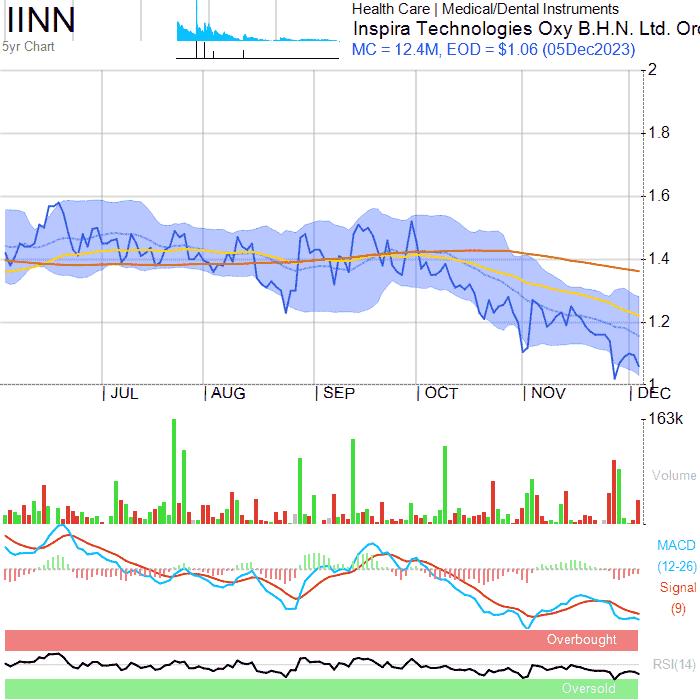 IINN
5yr Chart
Health Care | Medical/Dental Instruments
Inspira Technologies Oxy B.H.N. Ltd. Or
MC = 12.4M, EOD = $1.06 (05Dec2023)
2
1.8
1.6
1.4
1.2
1
JUL
AUG
SEP
OCT
NOV
DEC
163k
Volume
MACD
(12-26)
Signal
(9)
Overbought
RSI(14)
Oversold